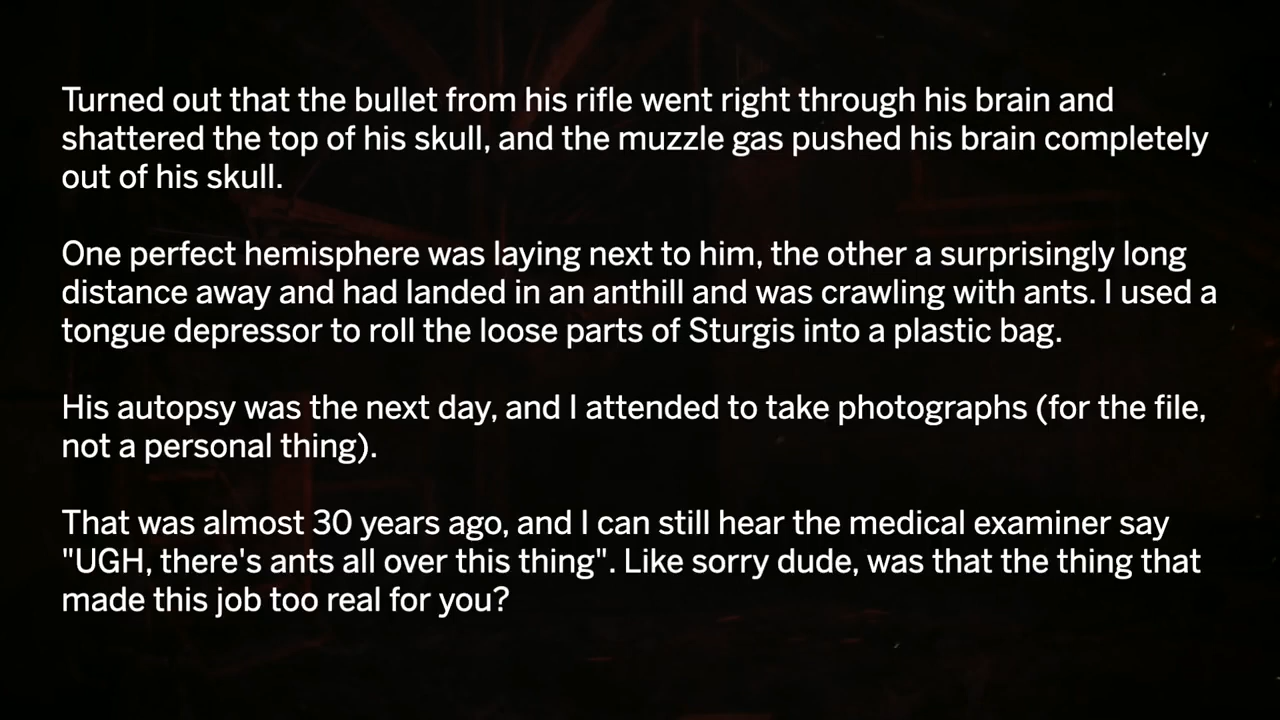 Turned out that the bullet from his rifle went right through his brain and
shattered the top of his skull, and the muzzle gas pushed his brain completely
out of his skull.
One perfect hemisphere was laying next to him, the other a surprisingly long
distance away and had landed in an anthill and was crawling with ants. I used a
tongue depressor to roll the loose parts of Sturgis into a plastic bag.
His autopsy was the next day, and I attended to take photographs (for the file,
not a personal thing).
That was almost 30 years ago, and I can still hear the medical examiner say
"UGH, there's ants all over this thing". Like sorry dude, was that the thing that
made this job too real for you?